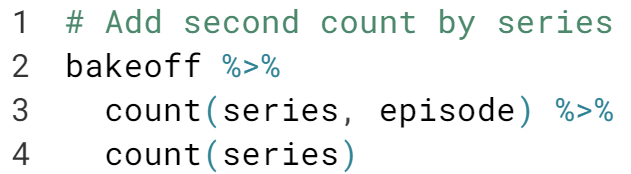 1 # Add second count by series
2 bakeoff %>%
3   count(series, episode) %>%
4   count(series)